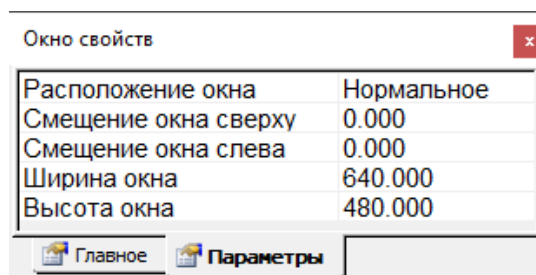 Окно свойств
x
Расположение окна Нормальное
Смещение окна сверху 0.000
Смещение окна слева 0.000
Ширина окна 640.000
Высота окна 480.000
Главное Параметры